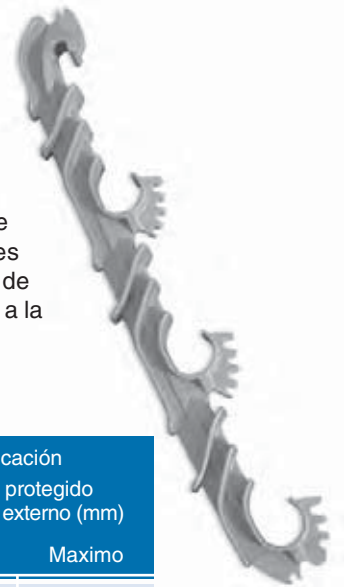 e
es
de
a la
cación
protegido
externo (mm)
Maximo